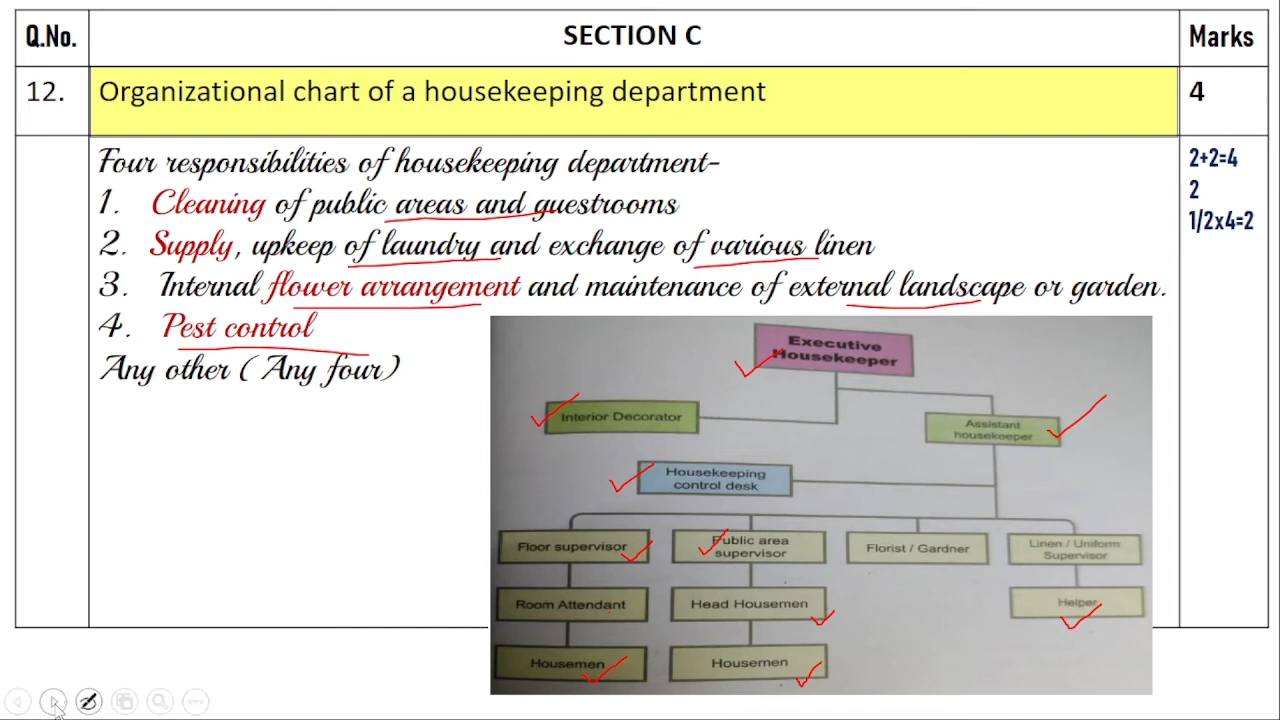 Q.No. SECTION C Marks
12. Organizational chart of a housekeeping department 4
Four responsibilities of housekeeping department- 2+2=4
1. Cleaning of public areas and guestrooms 2
2. Supply, upkeep of laundry and exchange of various linen 1/2x4=2
3. Internal flower arrangement and maintenance of external landscape or garden.
4. Pest control
Any other ( Any four)
Executive
Housekeeper
Interior Decorator
Assistant
housekeeper
Housekeeping
control desk
Floor supervisor
Public area
supervisor
Florist / Gardner
Linen / Uniform
Supervisor
Room Attendant
Head Housemen
Helper
Housemen
Housemen